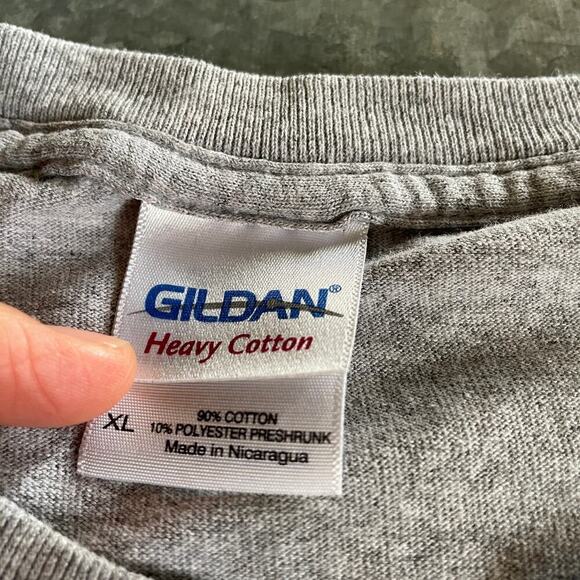 GILDAN®
Heavy Cotton
XL
90% COTTON
10% POLYESTER PRESHRUNK
Made in Nicaragua